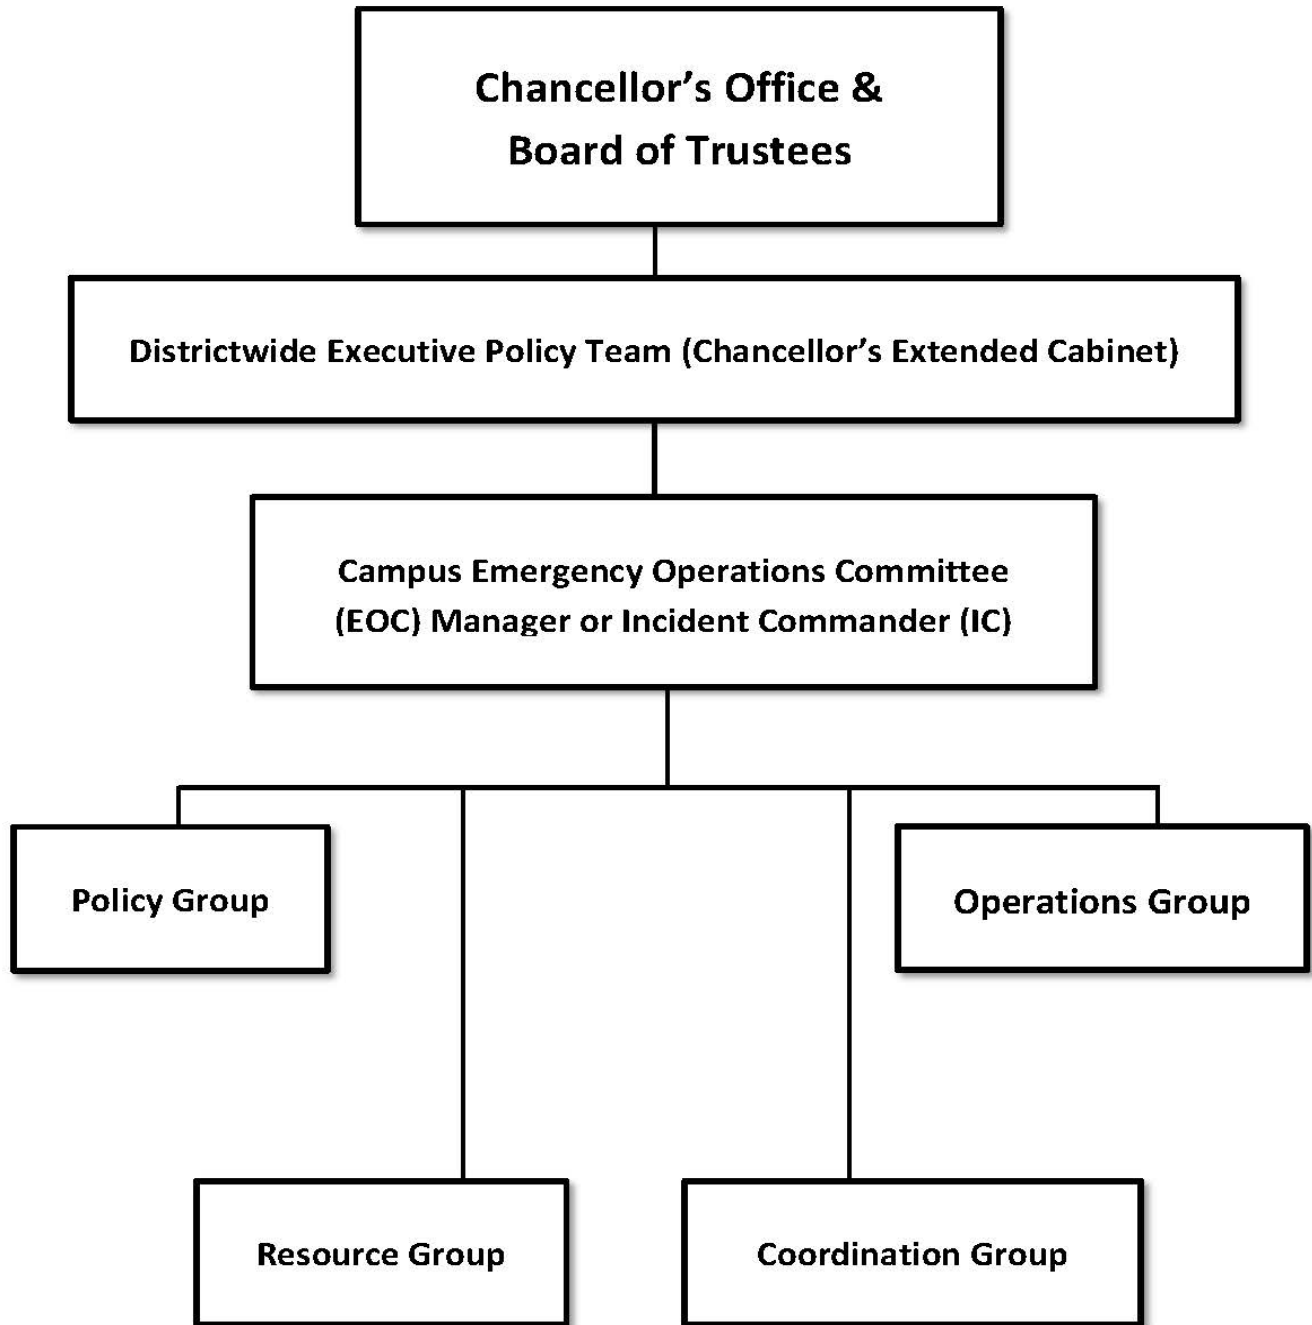 Chancellor’s Office &
Board of Trustees
Districtwide Executive Policy Team (Chancellor’s Extended Cabinet)
Campus Emergency Operations Committee
(EOC) Manager or Incident Commander (IC)
Policy Group
Operations Group
Resource Group
Coordination Group